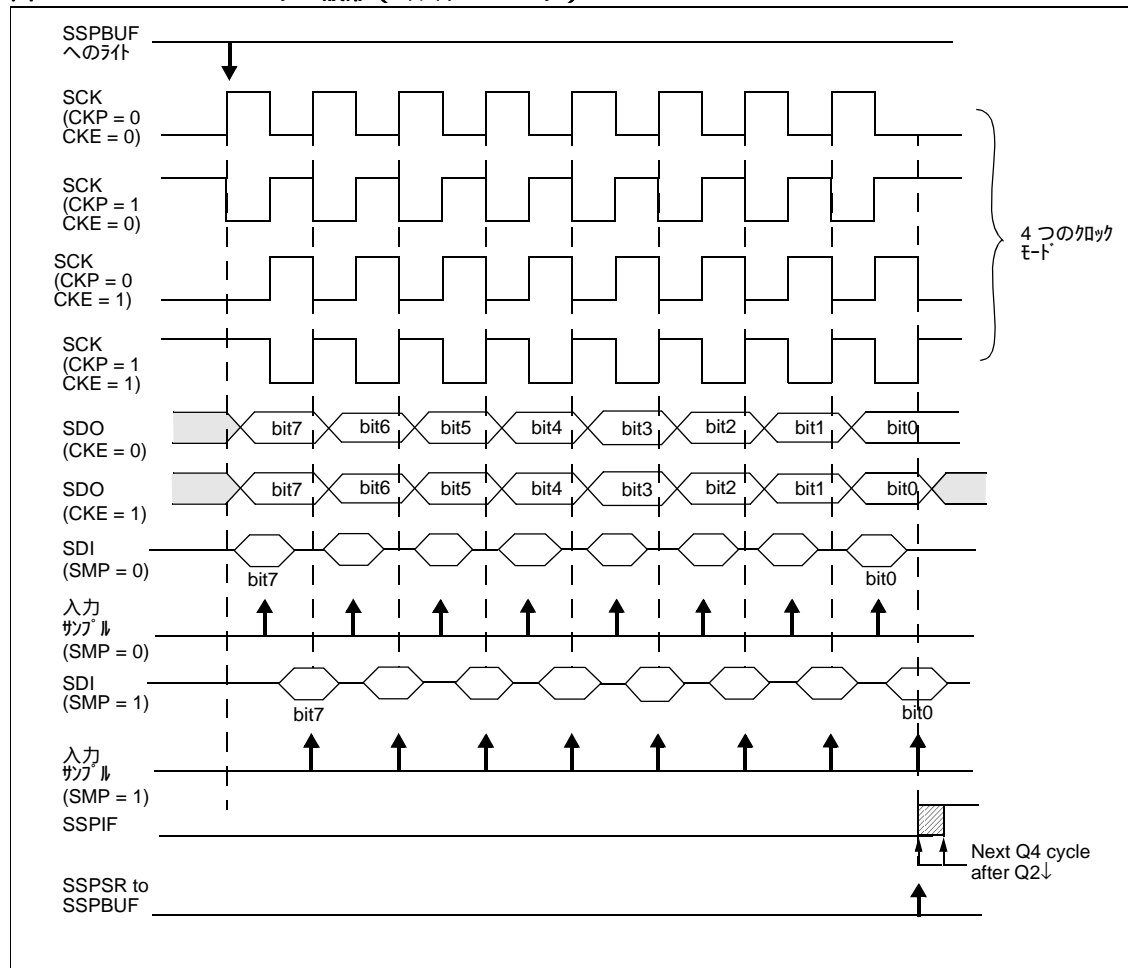 SSPBUF
へのライト
SCK
(CKP = 0
CKE = 0)
SCK
(CKP = 1
CKE = 0)
SCK
(CKP = 0
CKE = 1)
SCK
(CKP = 1
CKE = 1)
4 つのクロック
モード
SDO
(CKE = 0)
bit7 bit6 bit5 bit4 bit3 bit2 bit1 bit0
SDO
(CKE = 1)
bit7 bit6 bit5 bit4 bit3 bit2 bit1 bit0
SDI
(SMP = 0)
bit7 bit0
入力
サンプル
(SMP = 0)
SDI
(SMP = 1)
bit7 bit0
入力
サンプル
(SMP = 1)
SSPIF
Next Q4 cycle
after Q2↓
SSPSR to
SSPBUF